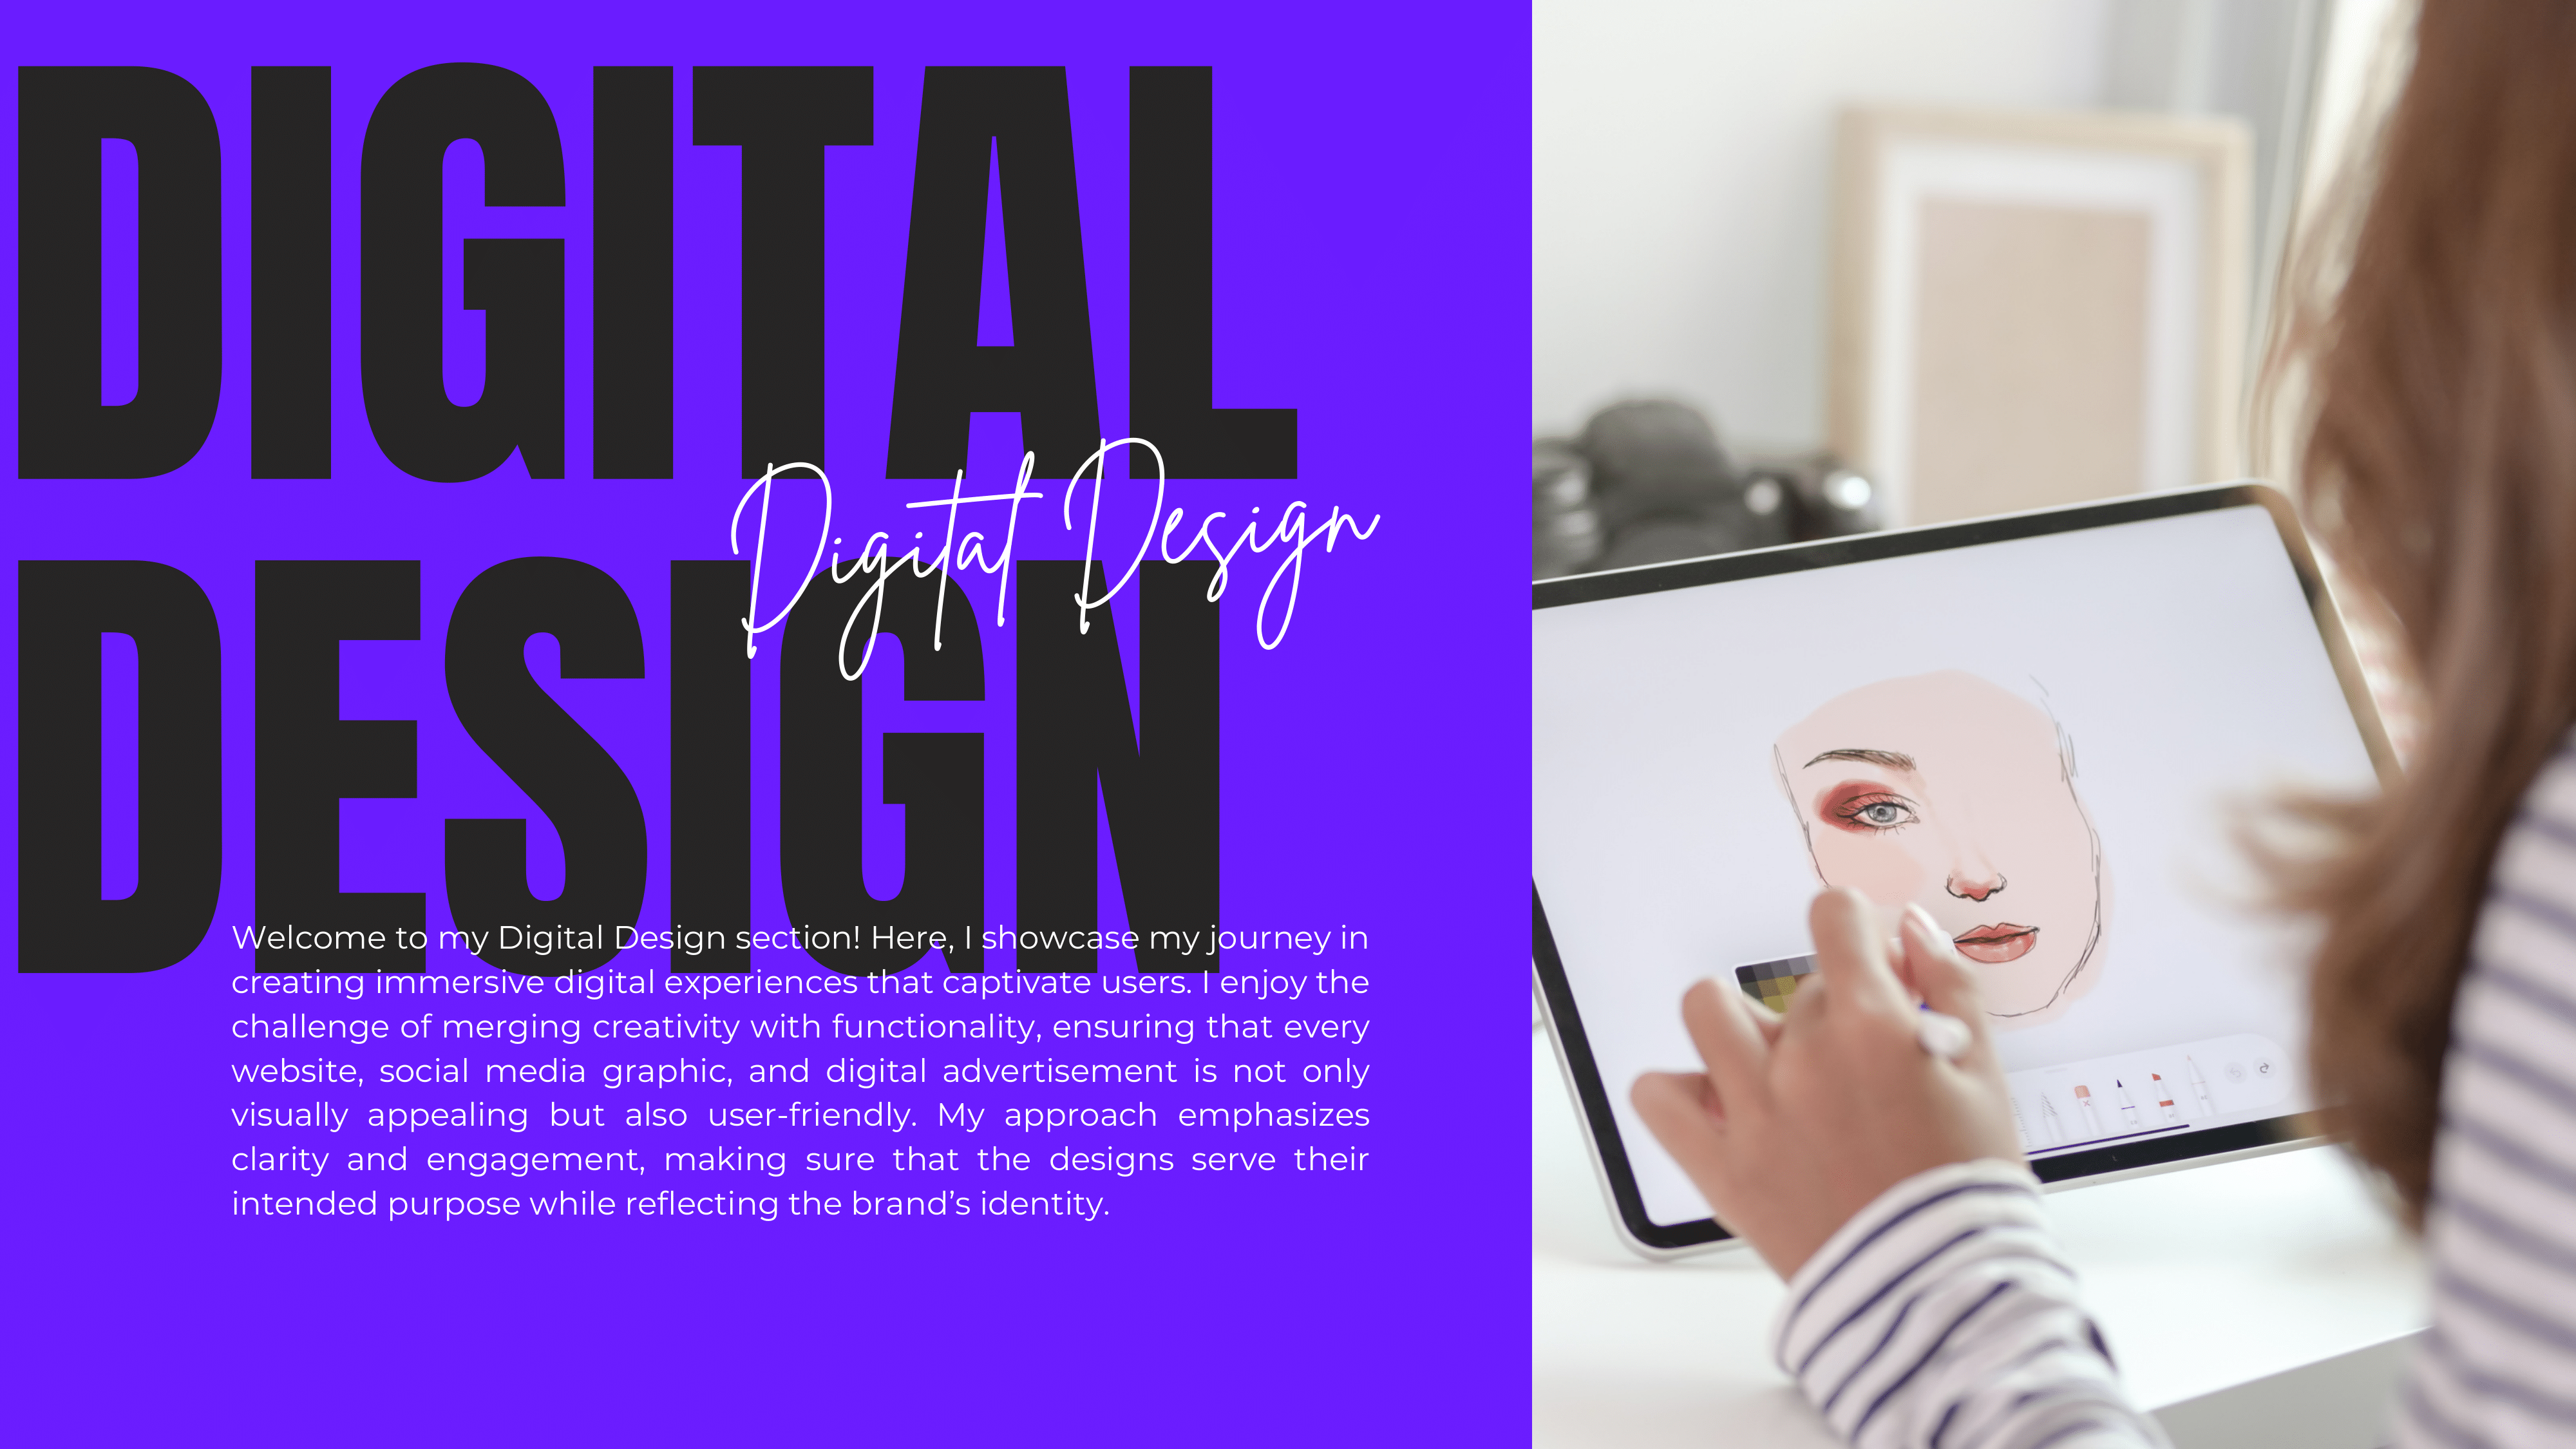 DIGITAL
Digital Design
DESIGN
Welcome to my Digital Design section! Here, I showcase my journey in
creating immersive digital experiences that captivate users. I enjoy the
challenge of merging creativity with functionality, ensuring that every
website, social media graphic, and digital advertisement is not only
visually appealing but also user-friendly. My approach emphasizes
clarity and engagement, making sure that the designs serve their
intended purpose while reflecting the brand’s identity.